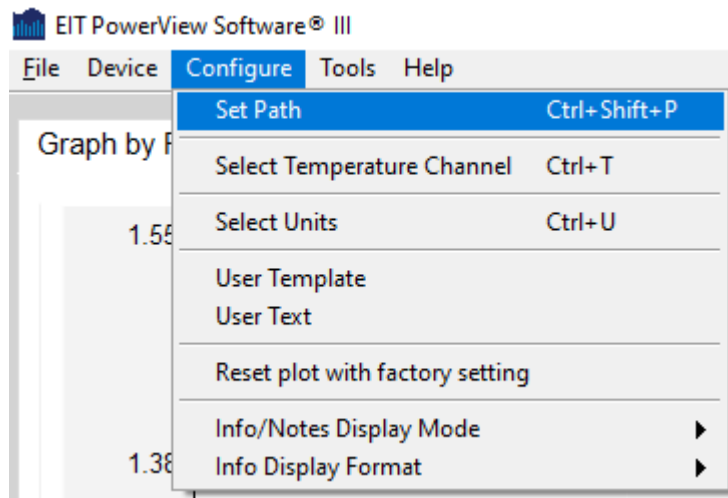 EIT PowerView Software® III
File Device Configure Tools Help
Set Path Ctrl+Shift+P
Graph by
Select Temperature Channel Ctrl+T
Select Units Ctrl+U
1.55
User Template
User Text
Reset plot with factory setting
Info/Notes Display Mode
1.38
Info Display Format